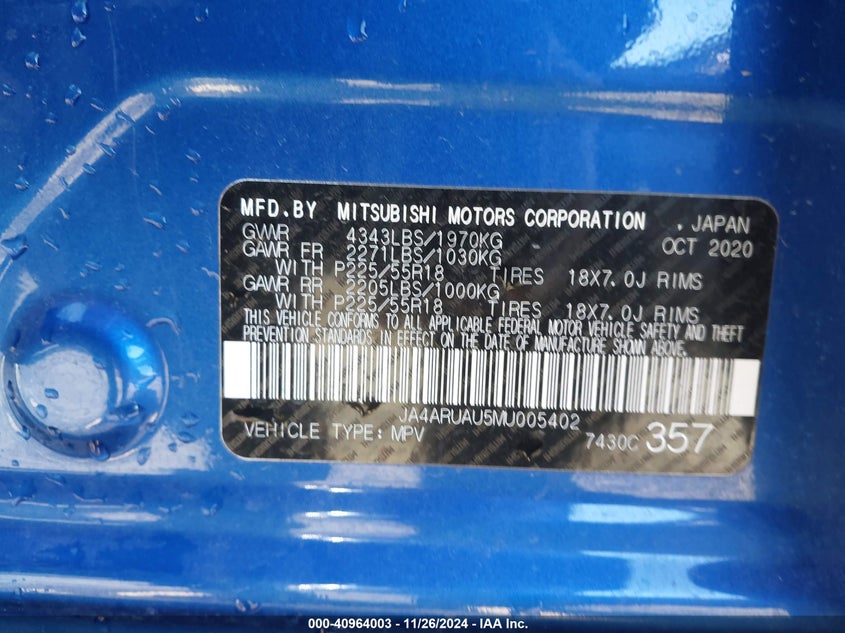 MFD.BY MITSUBISHI MOTORS CORPORATION . JAPAN
GVWR 4343LBS/1970KG OCT 2020
GAWR FR 2271LBS/1030KG
WITH P225/55R18 TIRES 18X7.0J RIMS
GAWR RR 2205LBS/1000KG
WITH P225/55R18 TIRES 18X7.0J RIMS
THIS VEHICLE CONFORMS TO ALL APPLICABLE FEDERAL MOTOR VEHICLE SAFETY AND THEFT
PREVENTION STANDARDS IN EFFECT ON THE DATE OF MANUFACTURE SHOWN ABOVE.
JA4ARUAU5MU005402
VEHICLE TYPE: MPV 7430C 357
000-40964003 - 11/26/2024 - IAA Inc.